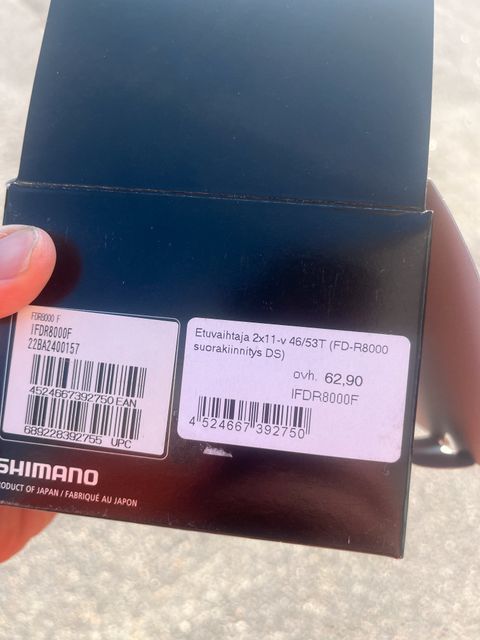 FDR8000 F
IFDR8000F
22BA2400157
4524667392750 EAN
689228392755 UPC
Etuvaihtaja 2x11-v 46/53T (FD-R8000
suorakiinnitys DS)
ovh. 62,90
IFDR8000F
4 524667 392750
SHIMANO
PRODUCT OF JAPAN / FABRIQUÉ AU JAPON